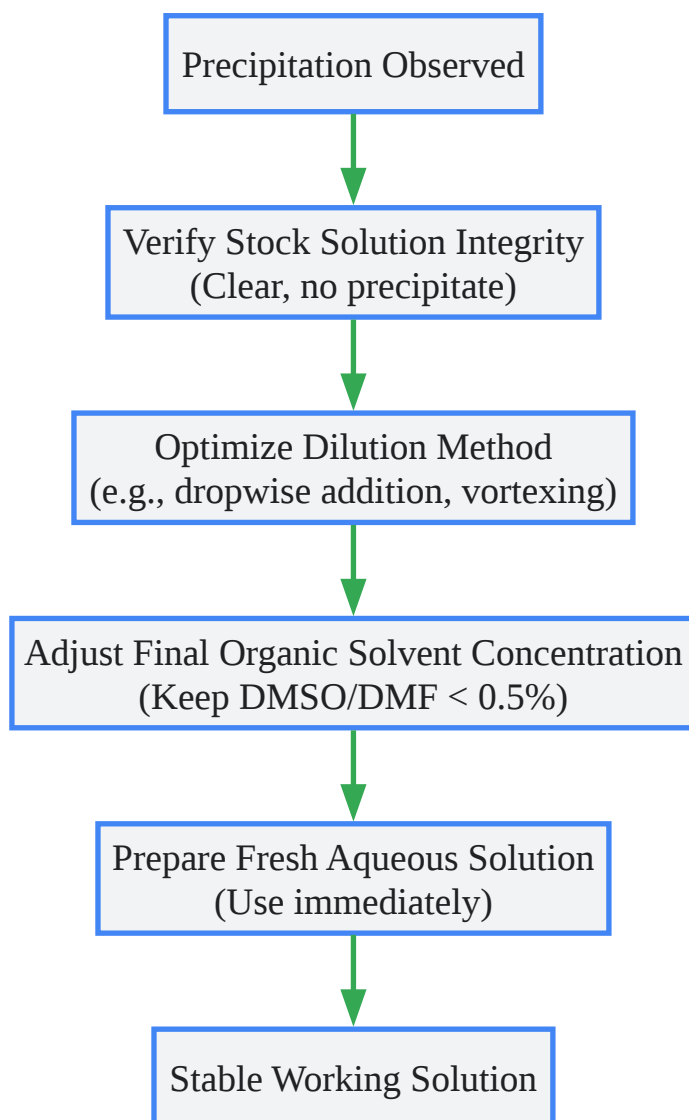 Precipitation Observed
Verify Stock Solution Integrity
(Clear, no precipitate)
Optimize Dilution Method
(e.g., dropwise addition, vortexing)
Adjust Final Organic Solvent Concentration
(Keep DMSO/DMF < 0.5%)
Prepare Fresh Aqueous Solution
(Use immediately)
Stable Working Solution